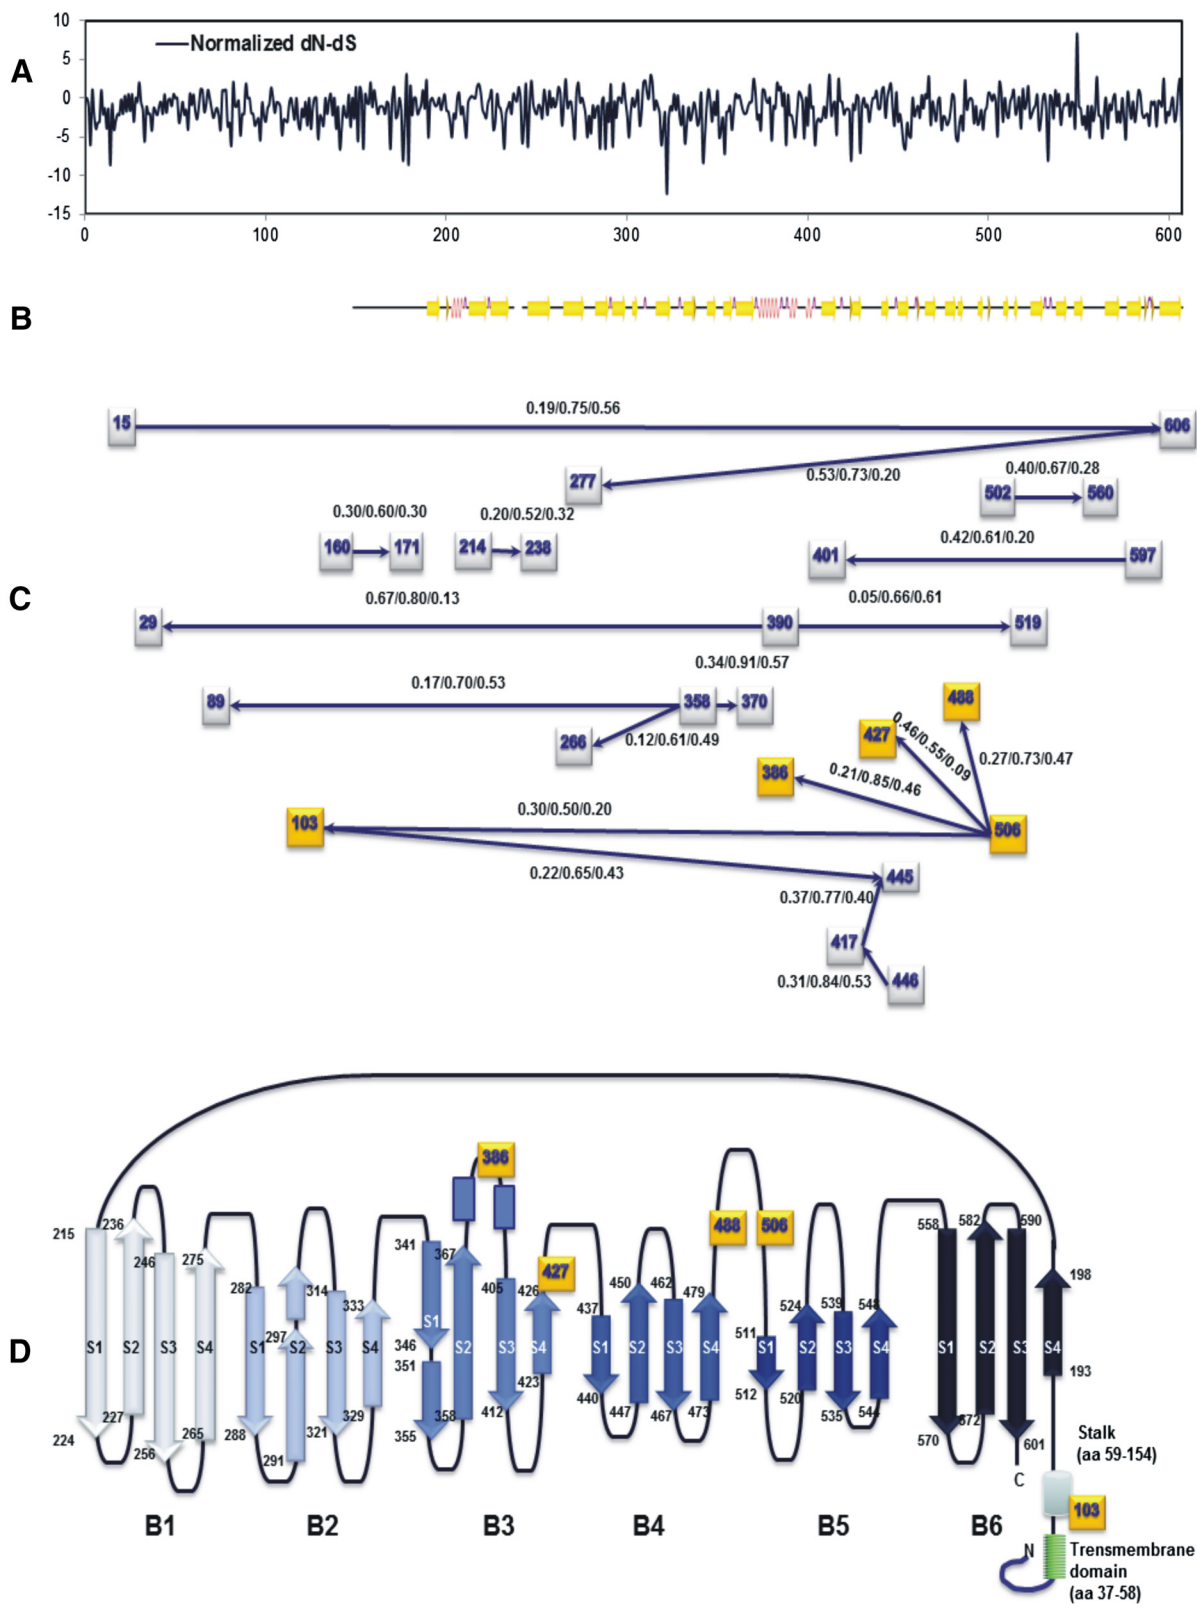 A
10
5
0
-5
-10
-15
Normalized dN-dS
0 100 200 300 400 500 600
B
C
0.19/0.75/0.56
15 606
0.53/0.73/0.20
277
0.40/0.67/0.28
502 560
0.30/0.60/0.30
160 171
0.20/0.52/0.32
214 238
0.42/0.61/0.20
401 597
0.67/0.80/0.13
0.05/0.66/0.61
29 390 519
0.34/0.91/0.57
0.17/0.70/0.53
89 358 370
266
0.12/0.61/0.49
488
427
0.46/0.55/0.09
0.27/0.73/0.47
386
0.21/0.85/0.46
0.30/0.50/0.20
103 506
0.22/0.65/0.43
445
0.37/0.77/0.40
417
0.31/0.84/0.53
446
D
386
488 506
427
215 236 246 275
S1 S2 S3 S4
224 227 256 265
B1
282 297 314 333
S1 S2 S3 S4
288 291 321 329
B2
341 367 405 426
346
351
S1 S2 S3 S4
355 358 412 423
B3
437 450 462 479
S1 S2 S3 S4
440 447 467 473
B4
511 524 539 548
S1 S2 S3 S4
512 520 535 544
B5
558 582 590 198
S1 S2 S3 S4
570 572 601 193
B6
C
Stalk
(aa 59-154)
103
N
Trensmembrane
domain
(aa 37-58)